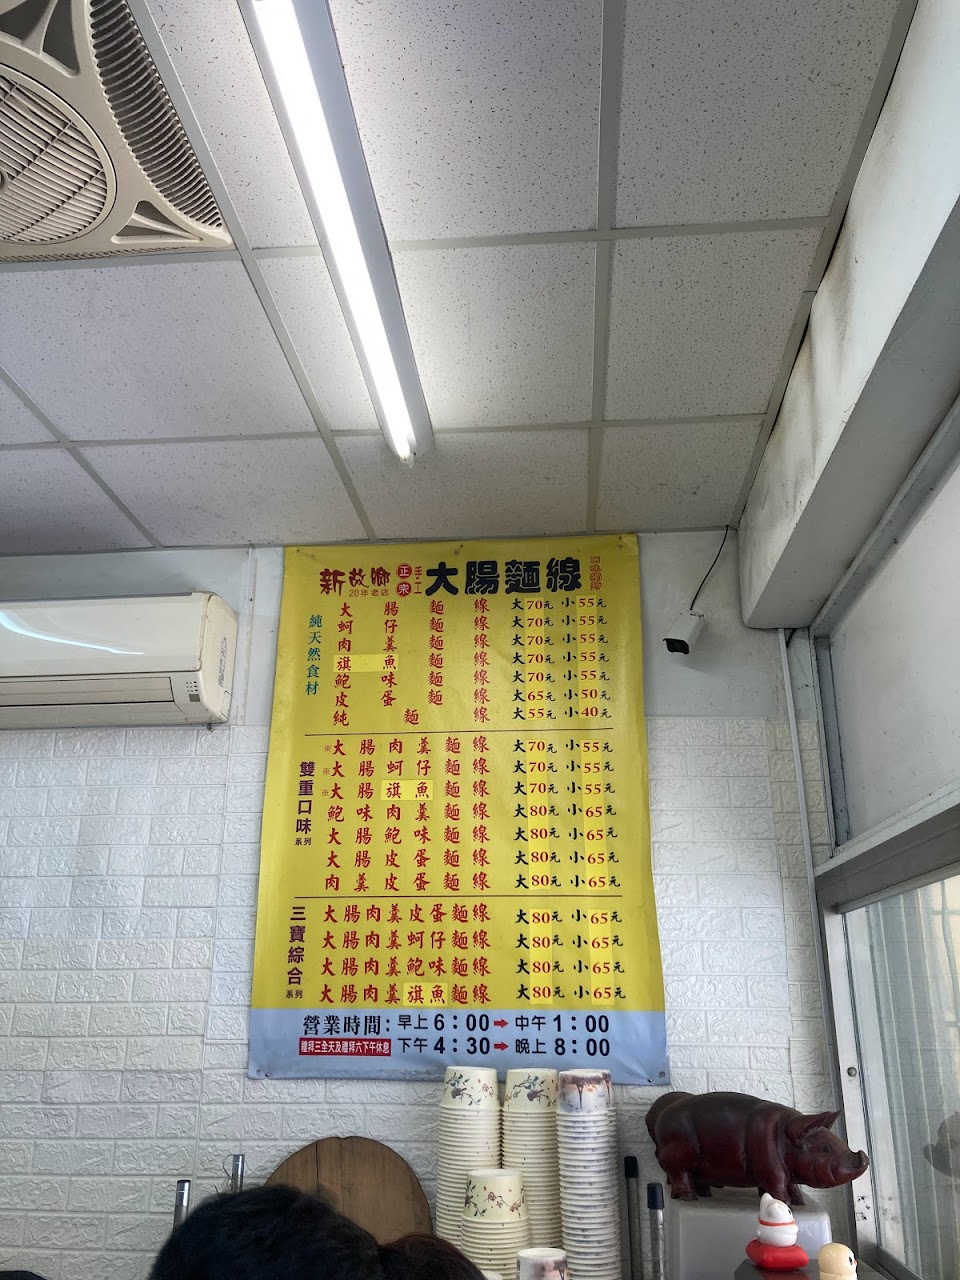 新故鄉 正宗 手工 大腸麵線
20年老店
純天然食材
大腸麵線 大70元 小55元
蚵仔麵線 大70元 小55元
肉羹麵線 大70元 小55元
旗魚麵線 大70元 小55元
鮑味麵線 大70元 小55元
皮蛋麵線 大65元 小50元
純麵線 大55元 小40元
雙重口味系列
※大腸肉羹麵線 大70元 小55元
※大腸蚵仔麵線 大70元 小55元
※大腸旗魚麵線 大70元 小55元
鮑味肉羹麵線 大80元 小65元
大腸鮑味麵線 大80元 小65元
大腸皮蛋麵線 大80元 小65元
肉羹皮蛋麵線 大80元 小65元
三寶綜合系列
大腸肉羹皮蛋麵線 大80元 小65元
大腸肉羹蚵仔麵線 大80元 小65元
大腸肉羹鮑味麵線 大80元 小65元
大腸肉羹旗魚麵線 大80元 小65元
營業時間:早上6:00→中午1:00
禮拜三全天及禮拜六下午休息 下午4:30→晚上8:00